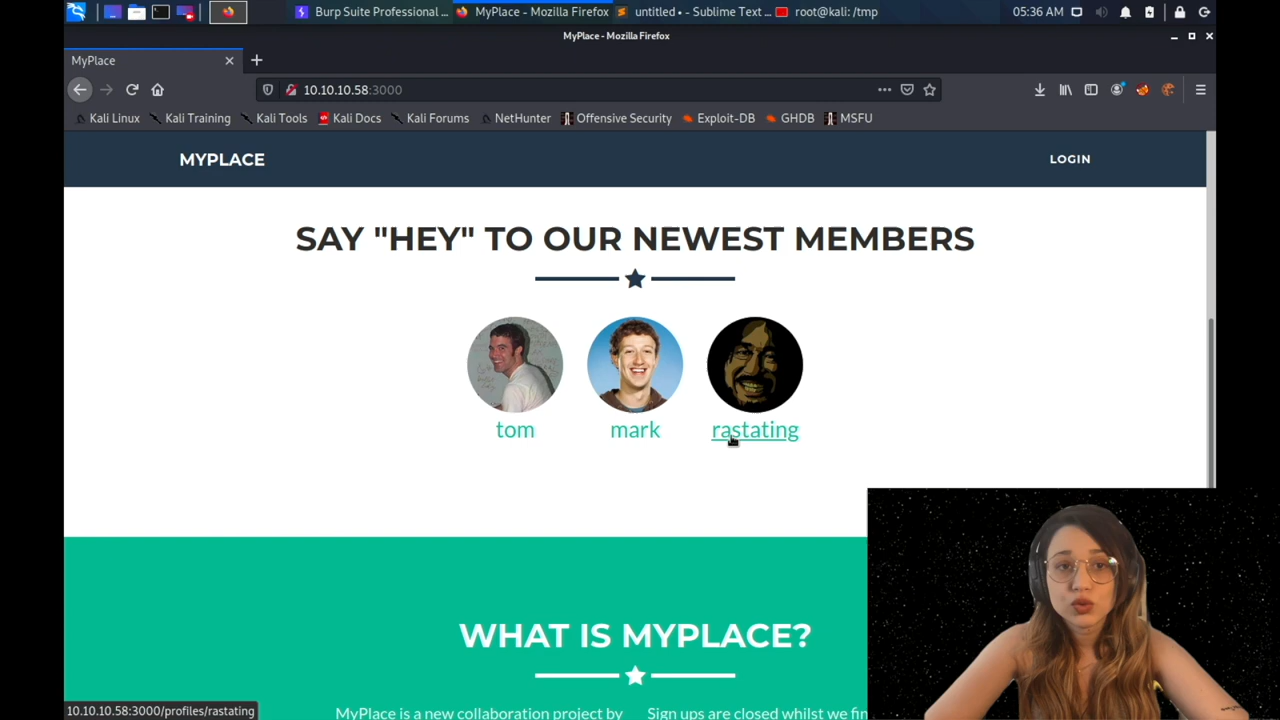 Burp Suite Professional ... MyPlace - Mozilla Firefox untitled • - Sublime Text ... root@kali: /tmp 05:36 AM
MyPlace - Mozilla Firefox
MyPlace
10.10.10.58:3000
Kali Linux Kali Training Kali Tools Kali Docs Kali Forums NetHunter Offensive Security Exploit-DB GHDB MSFU
MYPLACE LOGIN
SAY "HEY" TO OUR NEWEST MEMBERS
tom mark rastating
WHAT IS MYPLACE?
MyPlace is a new collaboration project by Sign ups are closed whilst we fin
10.10.10.58:3000/profiles/rastating